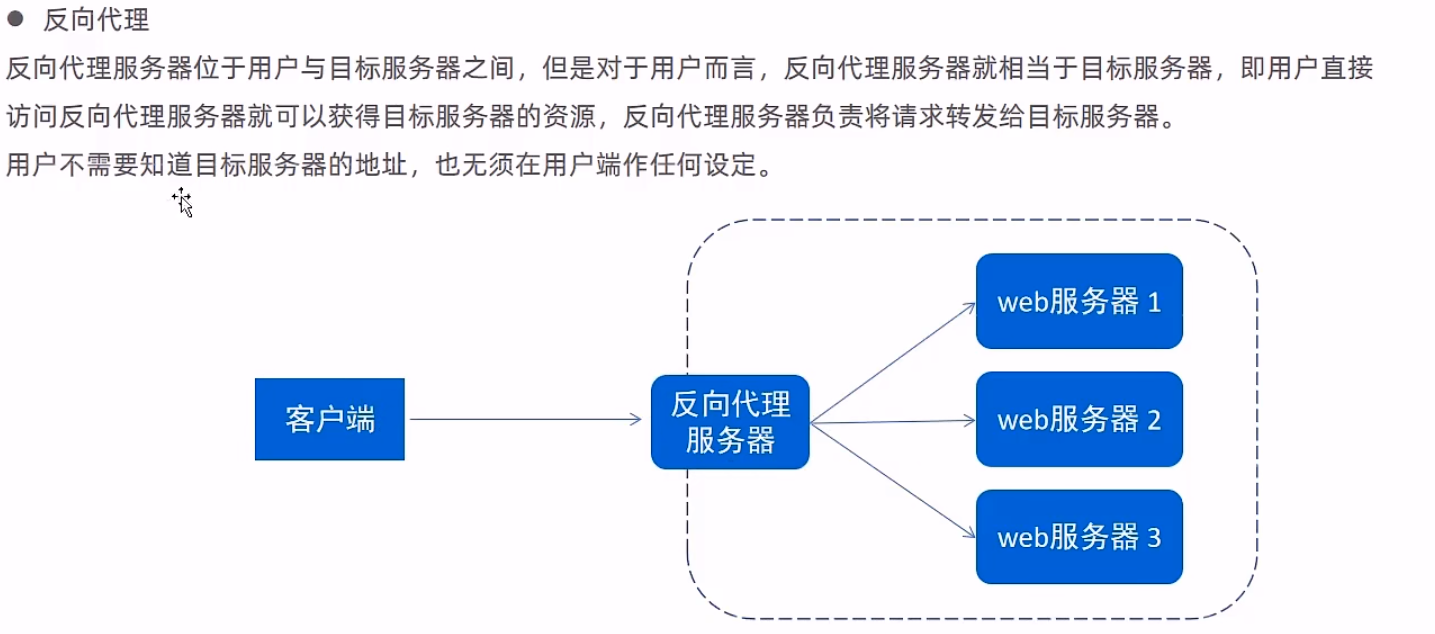 ● 反向代理
反向代理服务器位于用户与目标服务器之间，但是对于用户而言，反向代理服务器就相当于目标服务器，即用户直接
访问反向代理服务器就可以获得目标服务器的资源，反向代理服务器负责将请求转发给目标服务器。
用户不需要知道目标服务器的地址，也无须在用户端作任何设定。
客户端
反向代理
服务器
web服务器 1
web服务器 2
web服务器 3